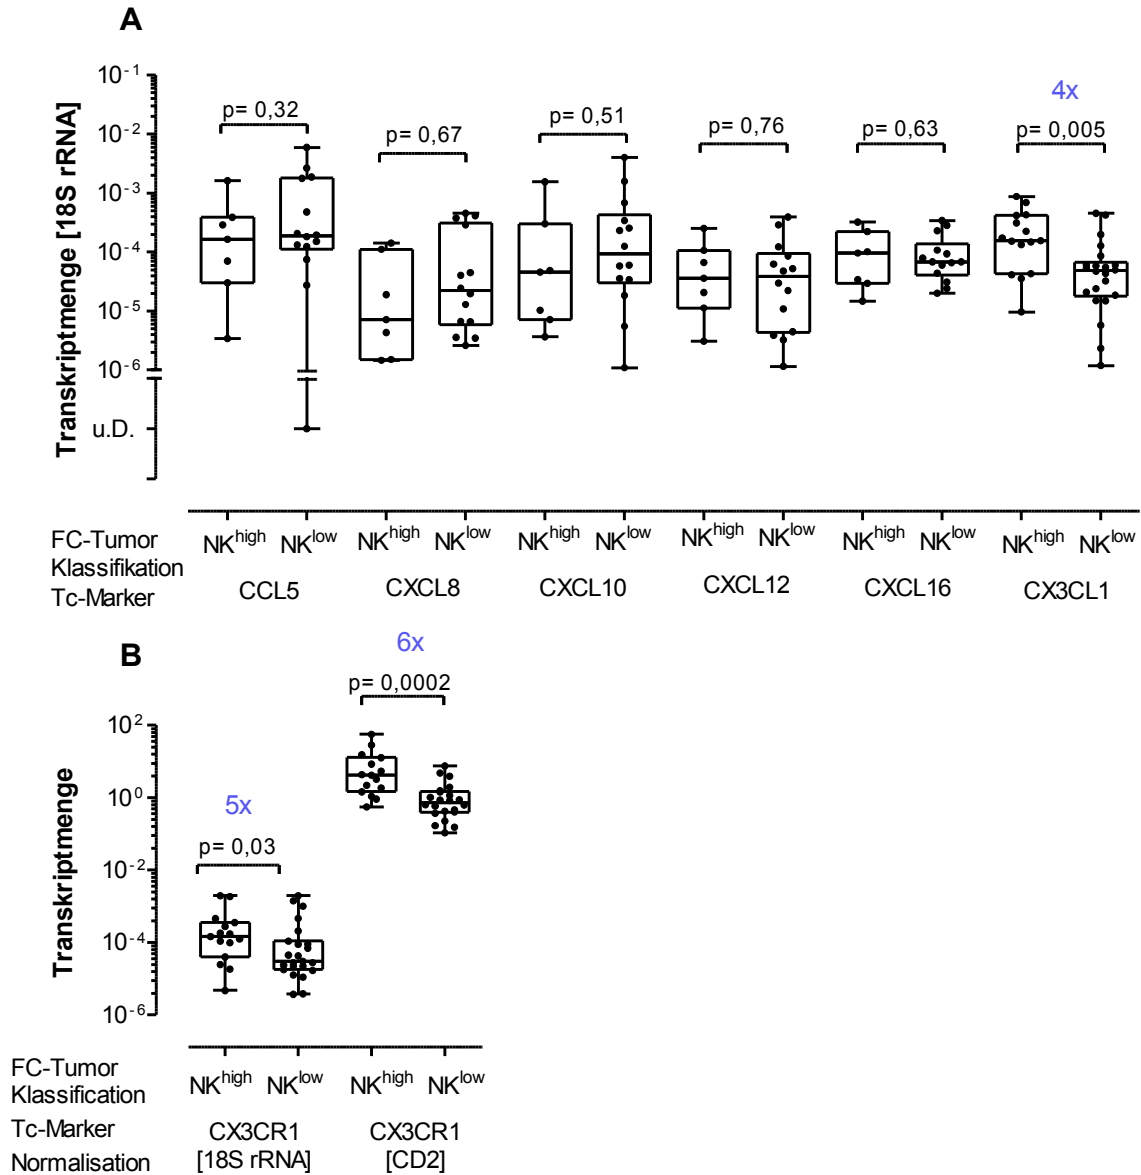 A
4x
p= 0,32
p= 0,67
p= 0,51
p= 0,76
p= 0,63
p= 0,005
Transkriptmenge [18S rRNA]
10-1
10-2
10-3
10-4
10-5
10-6
u.D.
FC-Tumor
Klassifikation
NKhigh NKlow NKhigh NKlow NKhigh NKlow NKhigh NKlow NKhigh NKlow NKhigh NKlow
Tc-Marker CCL5 CXCL8 CXCL10 CXCL12 CXCL16 CX3CL1
B
6x
p= 0,0002
5x
p= 0,03
Transkriptmenge
102
100
10-2
10-4
10-6
FC-Tumor
Klassification
NKhigh NKlow NKhigh NKlow
Tc-Marker CX3CR1 CX3CR1
Normalisation [18S rRNA] [CD2]